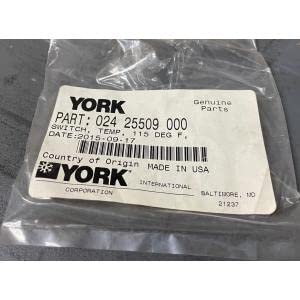 YORK Genuine Parts
PART: 024 25509 000
SWITCH, TEMP, 115 DEG F,
DATE:2015-09-17
Country of Origin MADE IN USA
YORK INTERNATIONAL
CORPORATION BALTIMORE, MD
21237